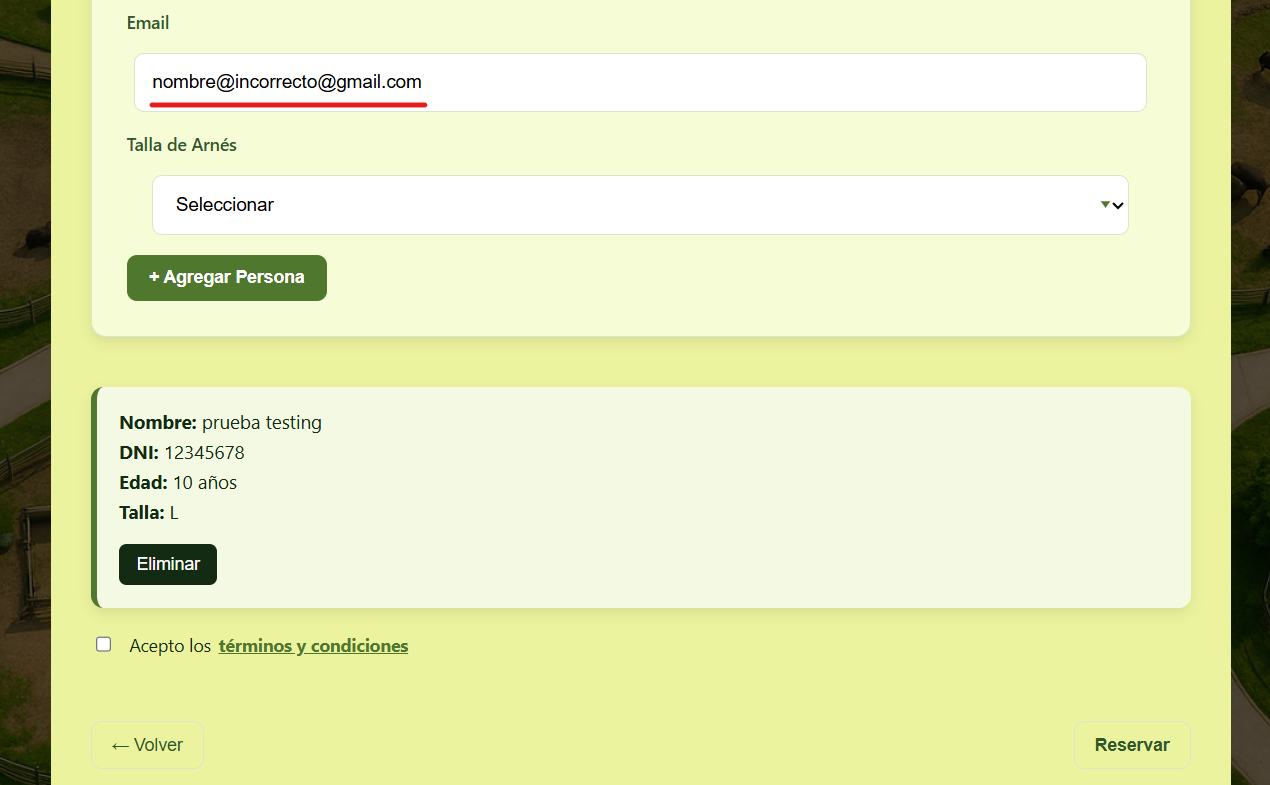 Email
nombre@incorrecto@gmail.com
Talla de Arnés
Seleccionar
+ Agregar Persona
Nombre: prueba testing
DNI: 12345678
Edad: 10 años
Talla: L
Eliminar
Acepto los términos y condiciones
← Volver
Reservar